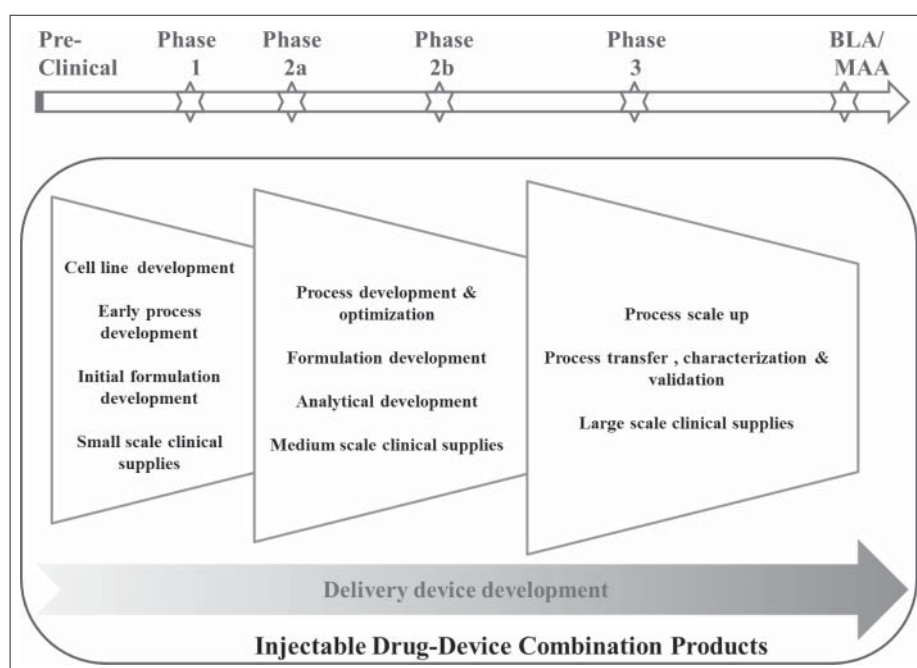 Pre-
Clinical
Phase
1
Phase
2a
Phase
2b
Phase
3
BLA/
MAA
Cell line development
Early process
development
Initial formulation
development
Small scale clinical
supplies
Process development &
optimization
Formulation development
Analytical development
Medium scale clinical supplies
Process scale up
Process transfer , characterization &
validation
Large scale clinical supplies
Delivery device development
Injectable Drug-Device Combination Products